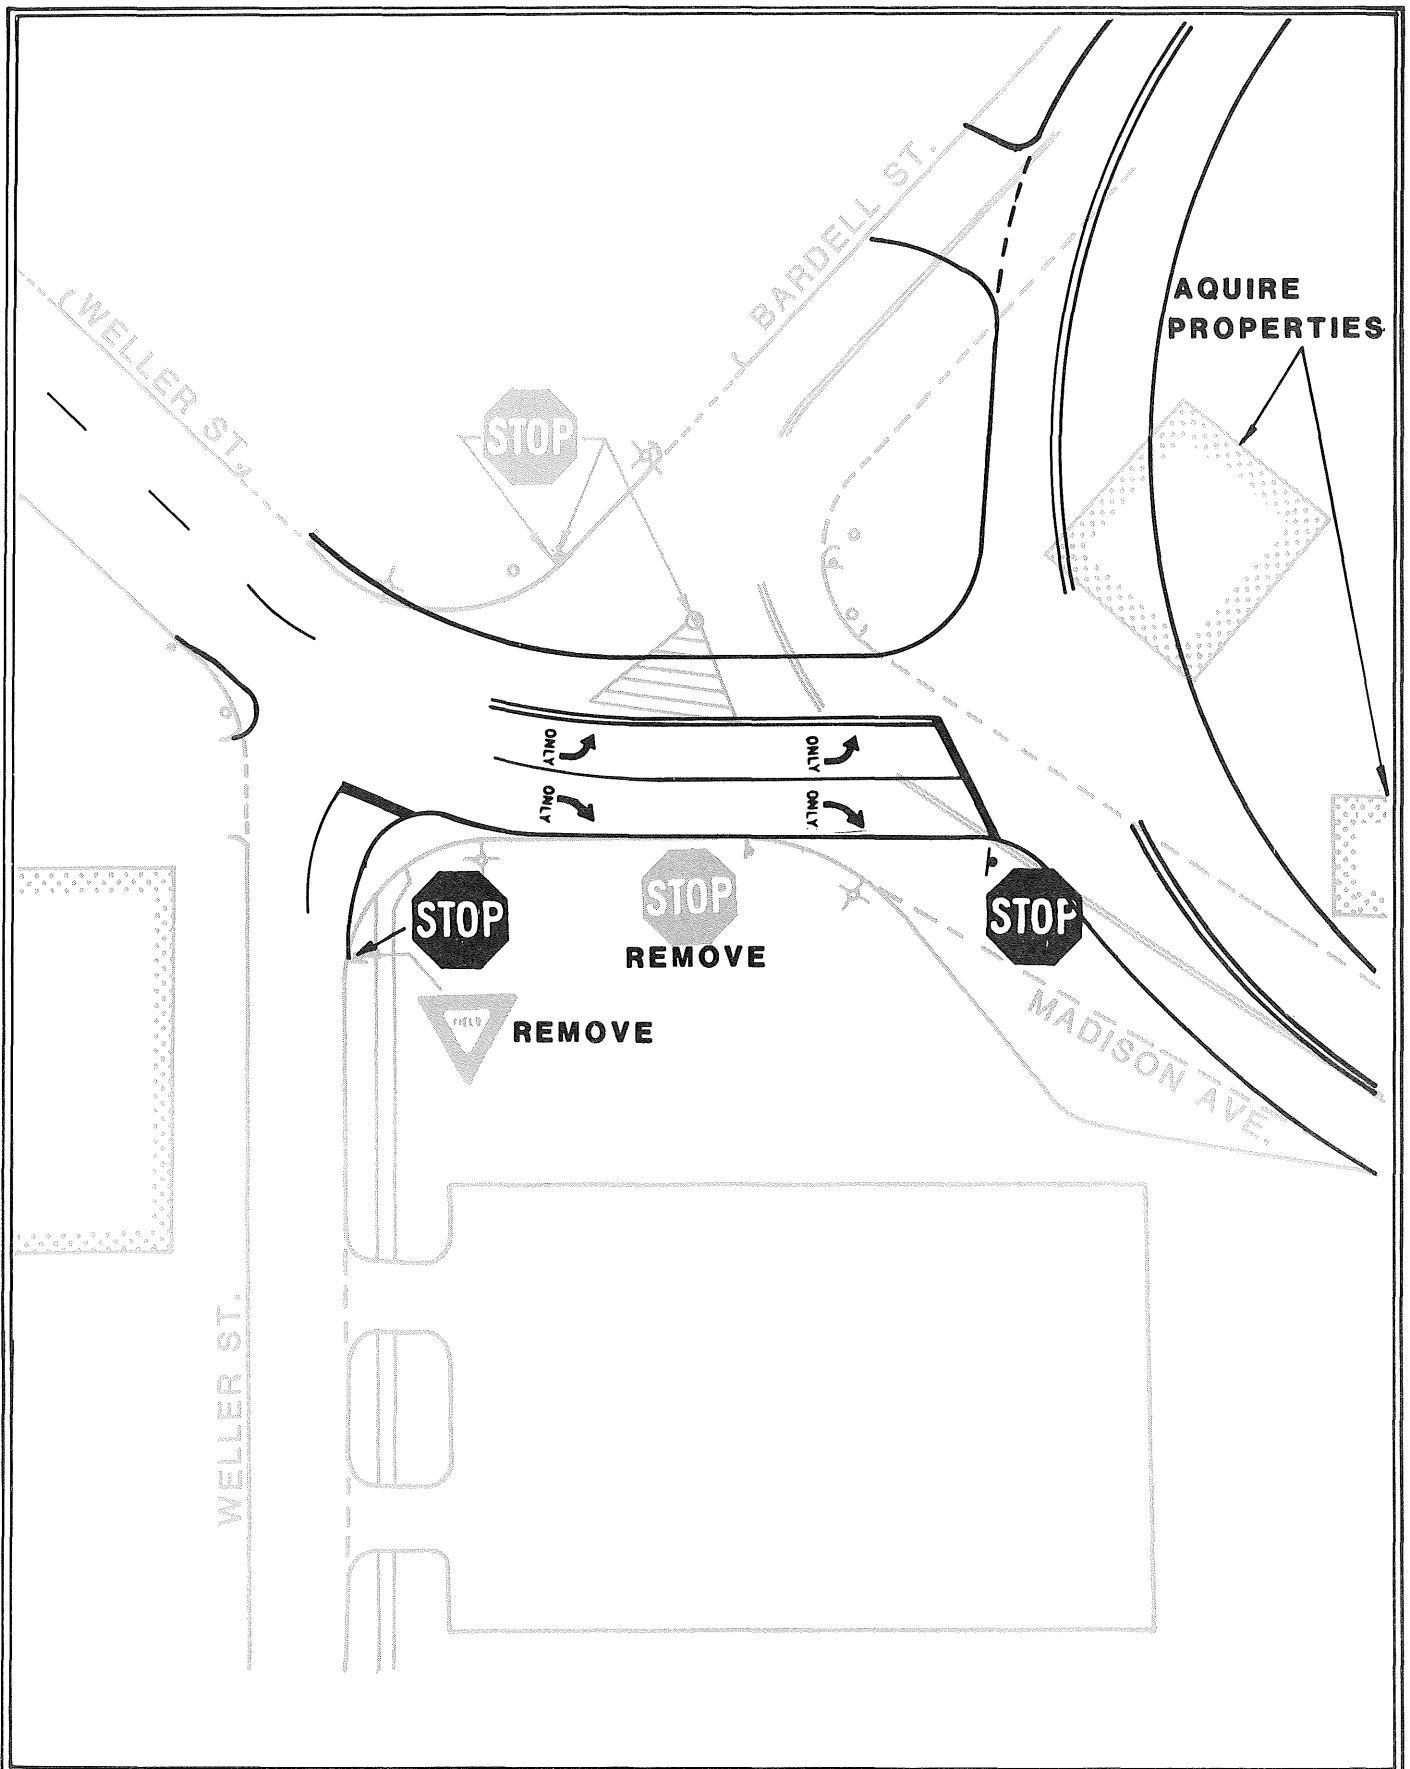 BARDELL ST.
WELLER ST.
AQUIRE
PROPERTIES
STOP
ONLY
ONLY
ONLY
ONLY
STOP
STOP
STOP
REMOVE
YIELD
REMOVE
MADISON AVE.
WELLER ST.